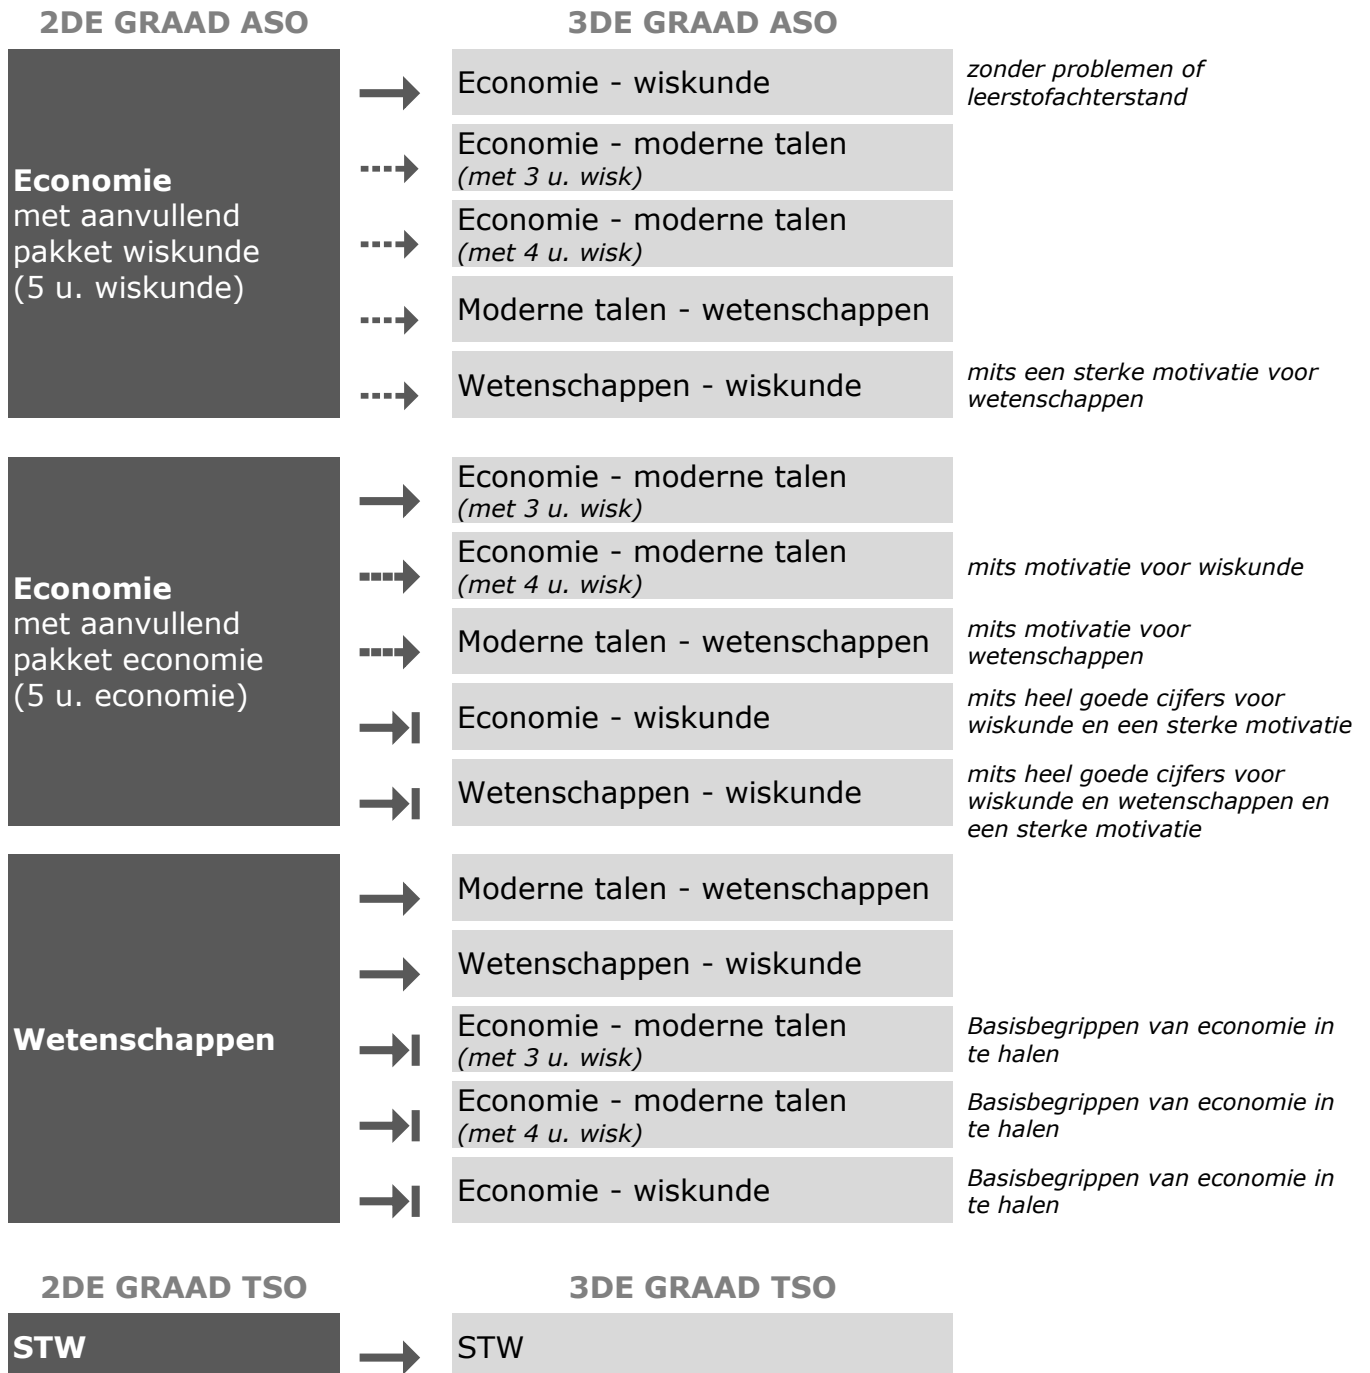 2DE GRAAD ASO
3DE GRAAD ASO
Economie
met aanvullend
pakket wiskunde
(5 u. wiskunde)
Economie - wiskunde
zonder problemen of
leerstofachterstand
Economie - moderne talen
(met 3 u. wisk)
Economie - moderne talen
(met 4 u. wisk)
Moderne talen - wetenschappen
Wetenschappen - wiskunde
mits een sterke motivatie voor
wetenschappen
Economie
met aanvullend
pakket economie
(5 u. economie)
Economie - moderne talen
(met 3 u. wisk)
Economie - moderne talen
(met 4 u. wisk)
mits motivatie voor wiskunde
Moderne talen - wetenschappen
mits motivatie voor
wetenschappen
Economie - wiskunde
mits heel goede cijfers voor
wiskunde en een sterke motivatie
Wetenschappen - wiskunde
mits heel goede cijfers voor
wiskunde en wetenschappen en
een sterke motivatie
Wetenschappen
Moderne talen - wetenschappen
Wetenschappen - wiskunde
Economie - moderne talen
(met 3 u. wisk)
Basisbegrippen van economie in
te halen
Economie - moderne talen
(met 4 u. wisk)
Basisbegrippen van economie in
te halen
Economie - wiskunde
Basisbegrippen van economie in
te halen
2DE GRAAD TSO
3DE GRAAD TSO
STW
STW